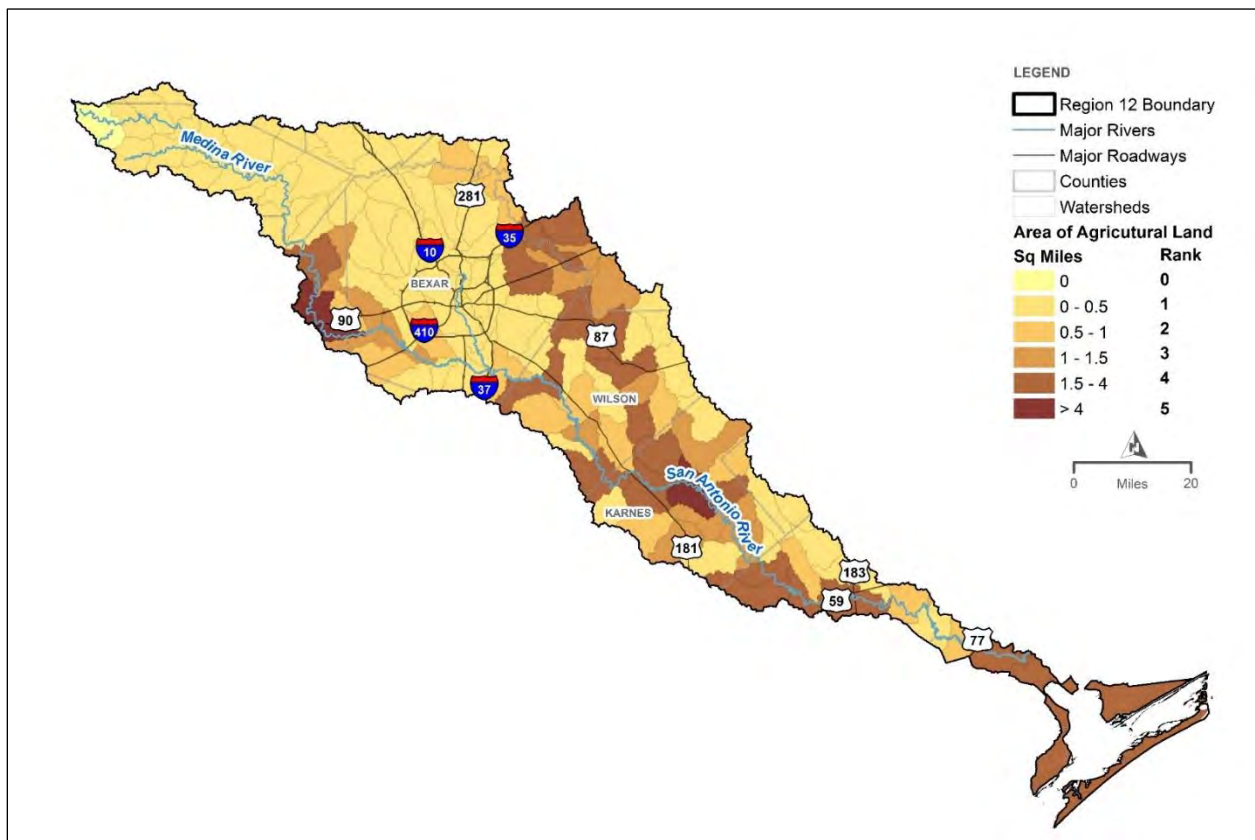 LEGEND
Region 12 Boundary
Major Rivers
Major Roadways
Counties
Watersheds
Area of Agricutural Land
Sq Miles Rank
0 0
0 - 0.5 1
0.5 - 1 2
1 - 1.5 3
1.5 - 4 4
> 4 5
0 20
Miles
Medina River
281
35
10
BEXAR
90
410
87
37
WILSON
San Antonio River
KARNES
181
183
59
77